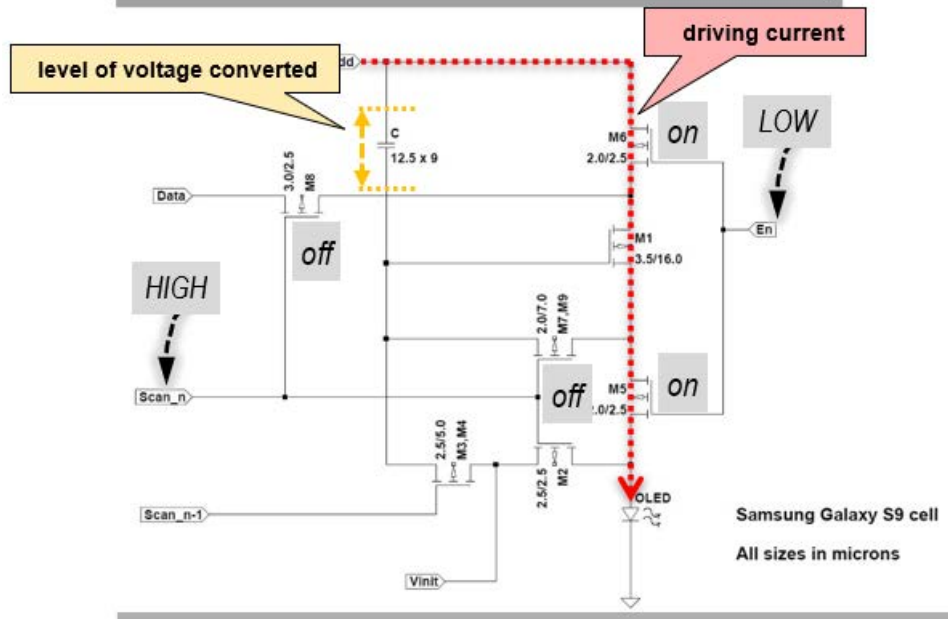 driving current
level of voltage converted
dd
C
12.5 x 9
on
LOW
M6
2.0/2.5
3.0/2.5
M8
Data
off
En
M1
3.5/16.0
HIGH
2.0/7.0
M7,M9
Scan_n
off
on
M5
2.0/2.5
2.5/5.0
M3,M4
2.5/2.5
M2
OLED
Scan_n-1
Samsung Galaxy S9 cell
All sizes in microns
Vinit